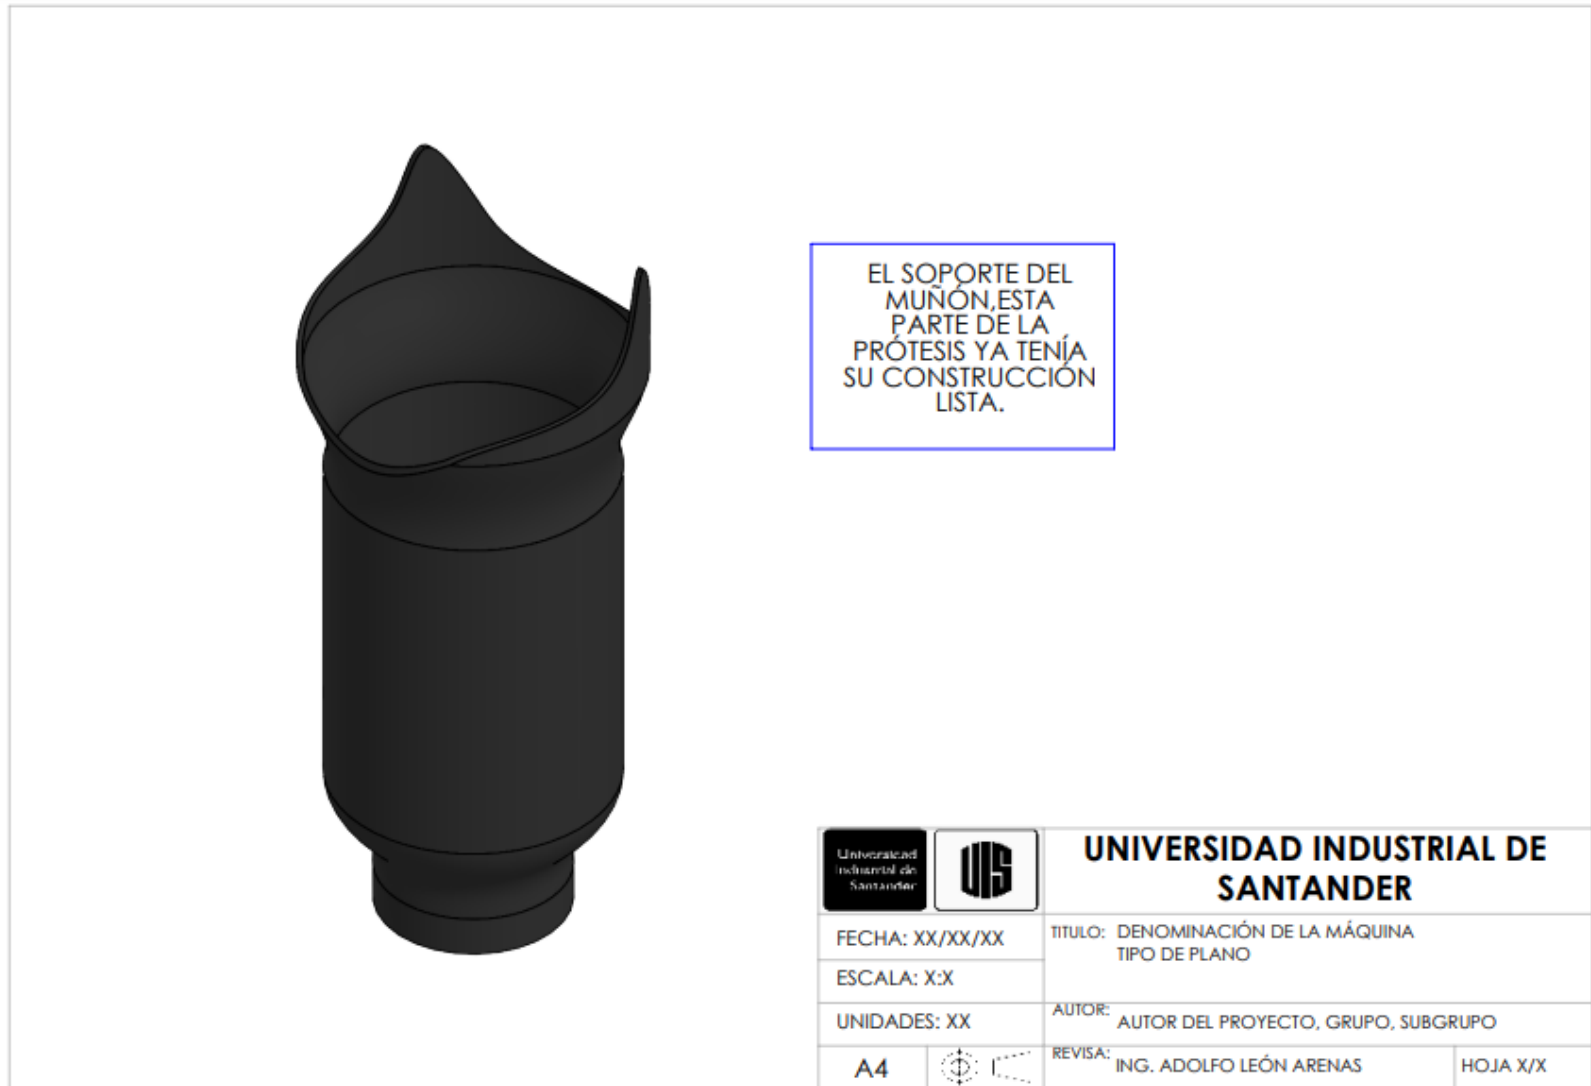 EL SOPORTE DEL
MUÑÓN,ESTA
PARTE DE LA
PRÓTESIS YA TENÍA
SU CONSTRUCCIÓN
LISTA.
Universidad
Industrial de
Santander
UIS
UNIVERSIDAD INDUSTRIAL DE
SANTANDER
FECHA: XX/XX/XX
TITULO: DENOMINACIÓN DE LA MÁQUINA
TIPO DE PLANO
ESCALA: X:X
UNIDADES: XX
AUTOR: AUTOR DEL PROYECTO, GRUPO, SUBGRUPO
A4
REVISA: ING. ADOLFO LEÓN ARENAS
HOJA X/X